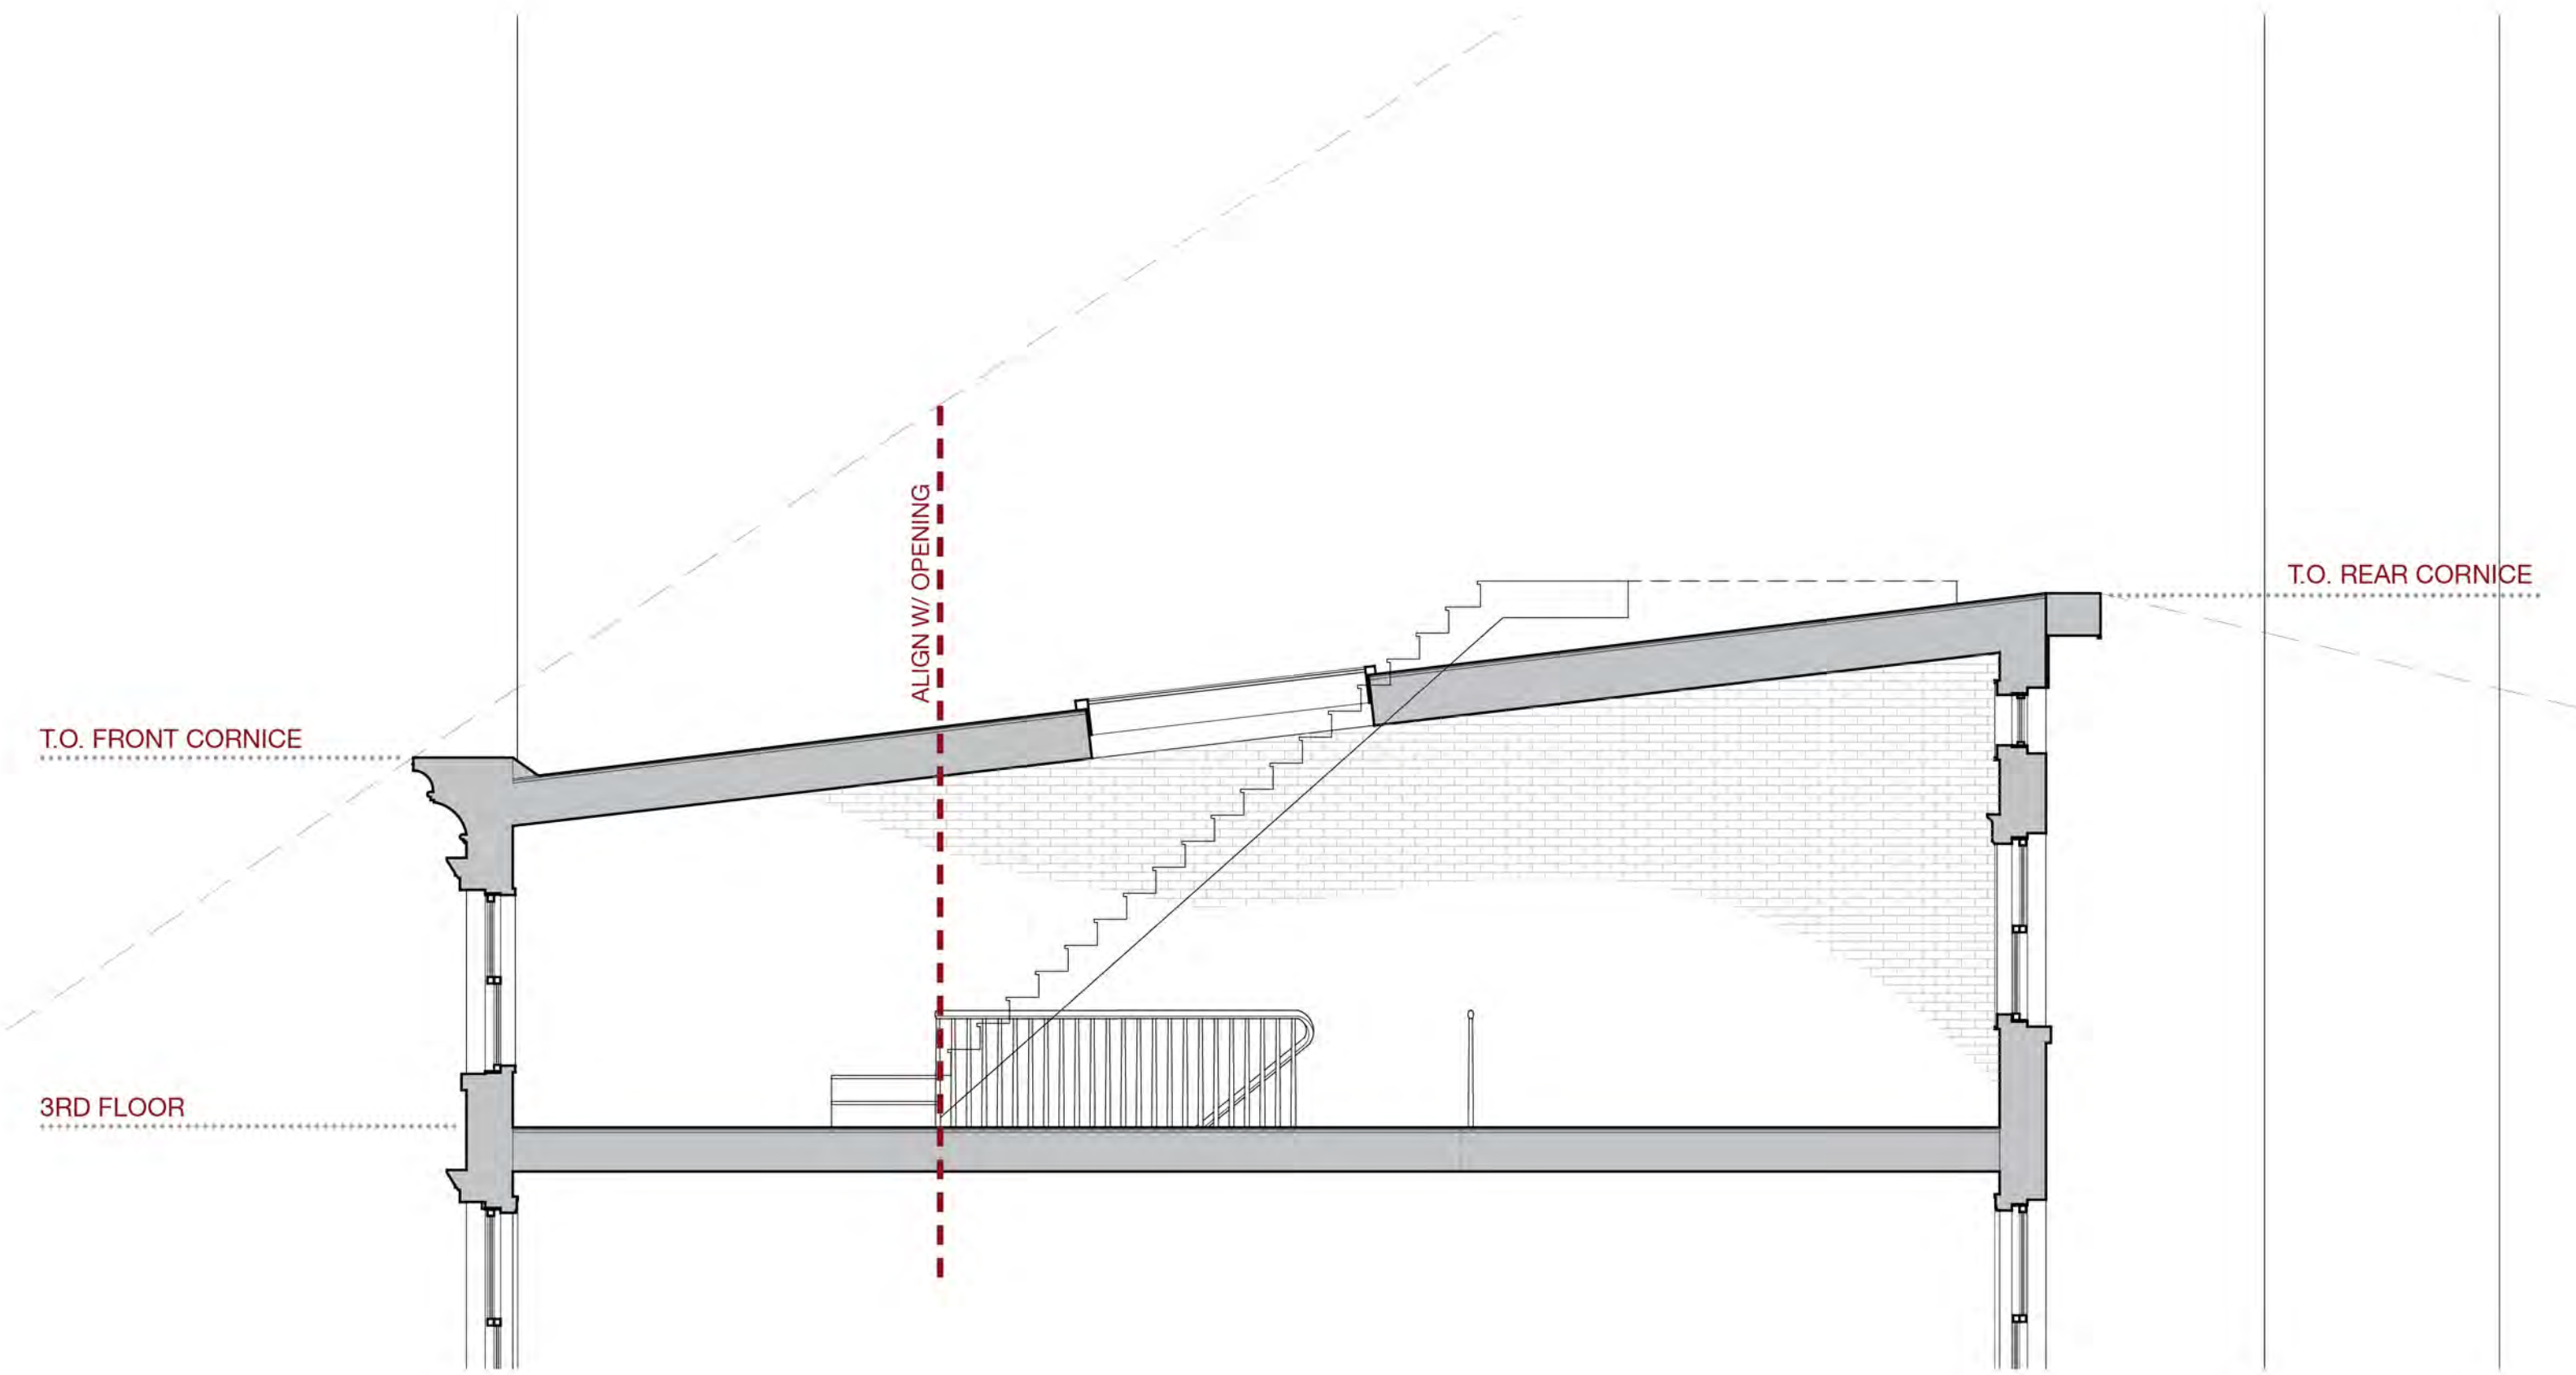 ALIGN W/ OPENING
T.O. REAR CORNICE
T.O. FRONT CORNICE
3RD FLOOR